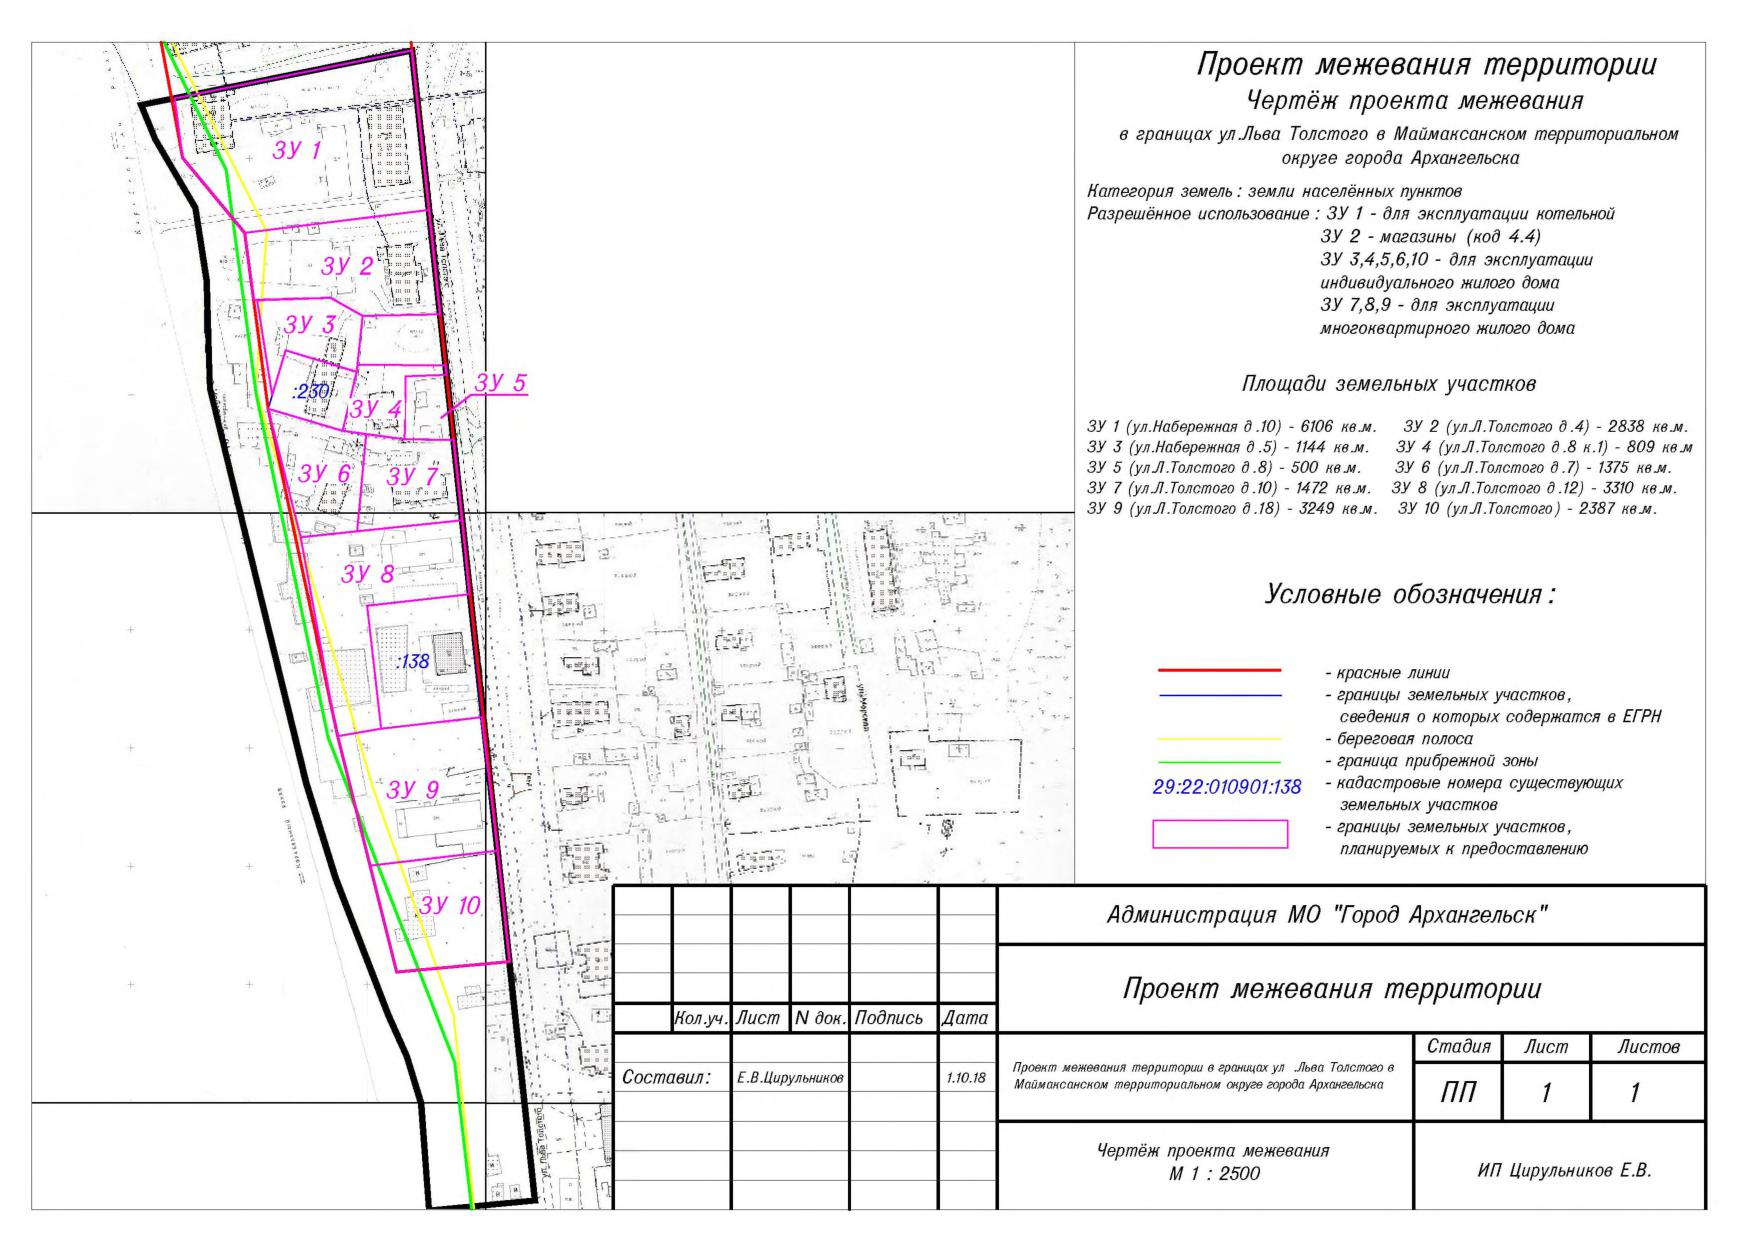 Проект межевания территории
Чертёж проекта межевания
в границах ул.Льва Толстого в Маймаксанском территориальном
округе города Архангельска
Категория земель : земли населённых пунктов
Разрешённое использование : ЗУ 1 - для эксплуатации котельной
ЗУ 2 - магазины (код 4.4)
ЗУ 3,4,5,6,10 - для эксплуатации
индивидуального жилого дома
ЗУ 7,8,9 - для эксплуатации
многоквартирного жилого дома
Площади земельных участков
ЗУ 1 (ул.Набережная д.10) - 6106 кв.м. ЗУ 2 (ул.Л.Толстого д.4) - 2838 кв.м.
ЗУ 3 (ул.Набережная д.5) - 1144 кв.м. ЗУ 4 (ул.Л.Толстого д.8 к.1) - 809 кв.м
ЗУ 5 (ул.Л.Толстого д.8) - 500 кв.м. ЗУ 6 (ул.Л.Толстого д.7) - 1375 кв.м.
ЗУ 7 (ул.Л.Толстого д.10) - 1472 кв.м. ЗУ 8 (ул.Л.Толстого д.12) - 3310 кв.м.
ЗУ 9 (ул.Л.Толстого д.18) - 3249 кв.м. ЗУ 10 (ул.Л.Толстого) - 2387 кв.м.
Условные обозначения :
- красные линии
- границы земельных участков,
сведения о которых содержатся в ЕГРН
- береговая полоса
- граница прибрежной зоны
29:22:010901:138 - кадастровые номера существующих
земельных участков
- границы земельных участков,
планируемых к предоставлению
ЗУ 1
ЗУ 2
ул.Льва Толстого
ЗУ 3
:230
ЗУ 4
ЗУ 5
ЗУ 6
ЗУ 7
ЗУ 8
:138
ЗУ 9
ЗУ 10
ул.Морская
ул. Льва Толстого
Администрация МО "Город Архангельск"
Проект межевания территории
Кол.уч. Лист N док. Подпись Дата
Составил: Е.В.Цирульников 1.10.18
Проект межевания территории в границах ул .Льва Толстого в
Маймаксанском территориальном округе города Архангельска
Стадия Лист Листов
ПП 1 1
Чертёж проекта межевания
М 1 : 2500
ИП Цирульников Е.В.